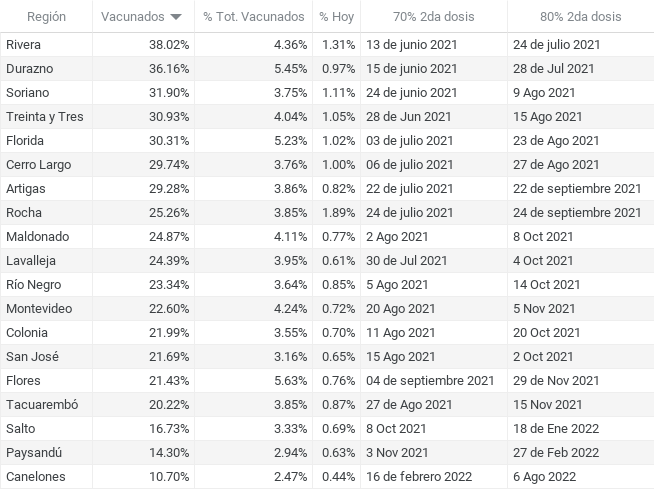 Región Vacunados % Tot. Vacunados % Hoy 70% 2da dosis 80% 2da dosis
Rivera 38.02% 4.36% 1.31% 13 de junio 2021 24 de julio 2021
Durazno 36.16% 5.45% 0.97% 15 de junio 2021 28 de Jul 2021
Soriano 31.90% 3.75% 1.11% 24 de junio 2021 9 Ago 2021
Treinta y Tres 30.93% 4.04% 1.05% 28 de Jun 2021 15 Ago 2021
Florida 30.31% 5.23% 1.02% 03 de julio 2021 23 de Ago 2021
Cerro Largo 29.74% 3.76% 1.00% 06 de julio 2021 27 de Ago 2021
Artigas 29.28% 3.86% 0.82% 22 de julio 2021 22 de septiembre 2021
Rocha 25.26% 3.85% 1.89% 24 de julio 2021 24 de septiembre 2021
Maldonado 24.87% 4.11% 0.77% 2 Ago 2021 8 Oct 2021
Lavalleja 24.39% 3.95% 0.61% 30 de Jul 2021 4 Oct 2021
Río Negro 23.34% 3.64% 0.85% 5 Ago 2021 14 Oct 2021
Montevideo 22.60% 4.24% 0.72% 20 Ago 2021 5 Nov 2021
Colonia 21.99% 3.55% 0.70% 11 Ago 2021 20 Oct 2021
San José 21.69% 3.16% 0.65% 15 Ago 2021 2 Oct 2021
Flores 21.43% 5.63% 0.76% 04 de septiembre 2021 29 de Nov 2021
Tacuarembó 20.22% 3.85% 0.87% 27 de Ago 2021 15 Nov 2021
Salto 16.73% 3.33% 0.69% 8 Oct 2021 18 de Ene 2022
Paysandú 14.30% 2.94% 0.63% 3 Nov 2021 27 de Feb 2022
Canelones 10.70% 2.47% 0.44% 16 de febrero 2022 6 Ago 2022